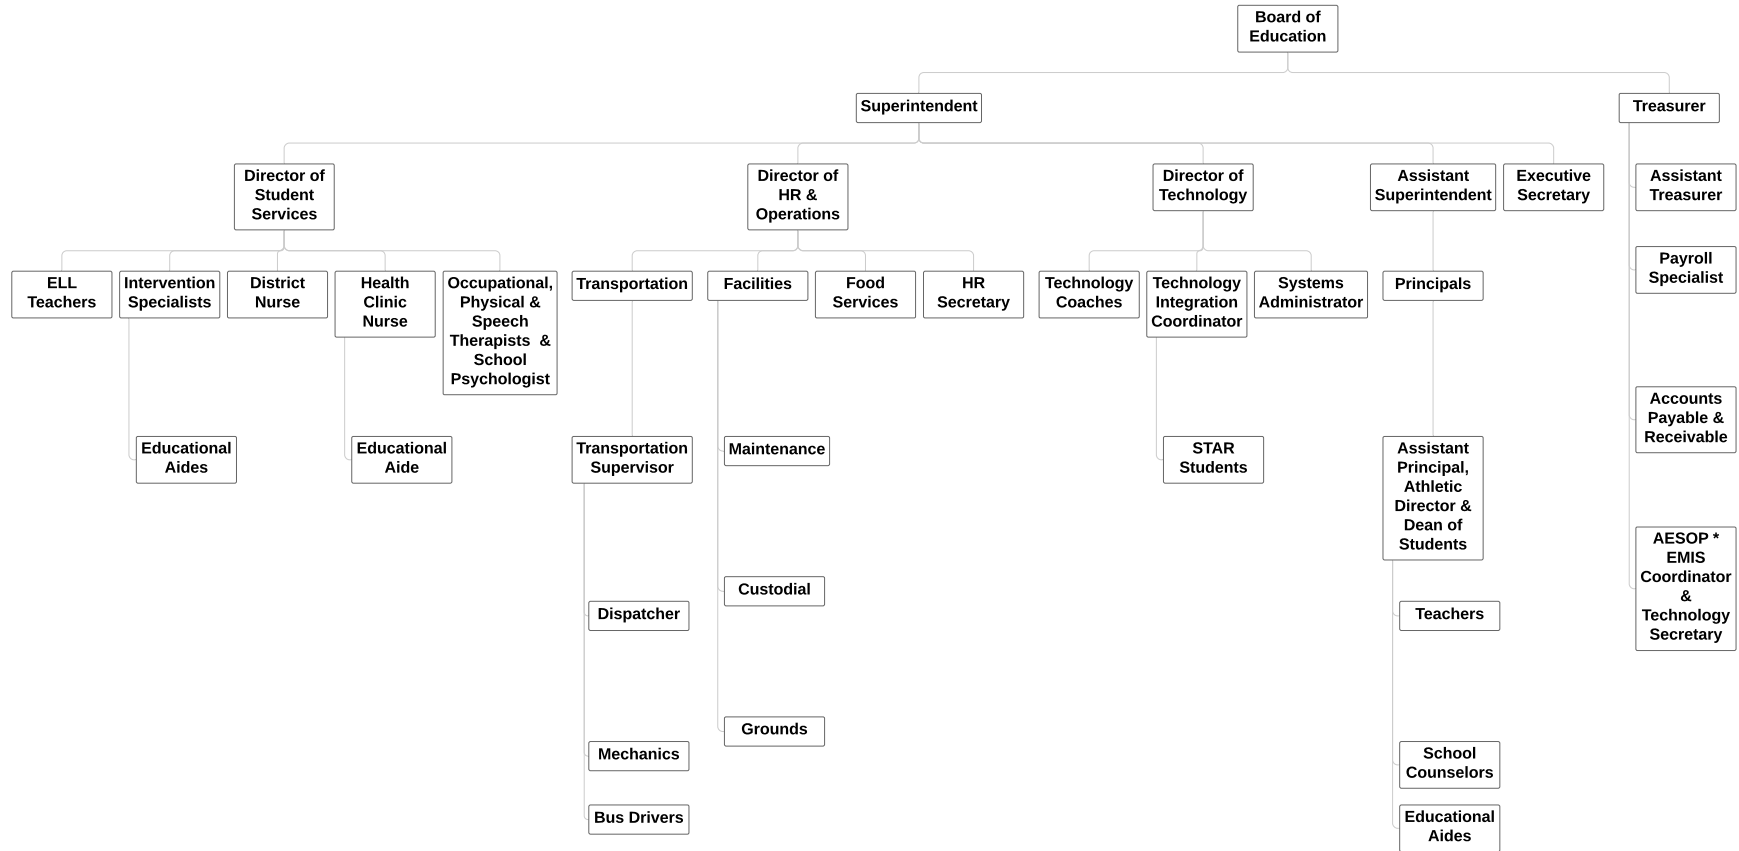 Board of
Education
Superintendent
Treasurer
Director of
Student
Services
Director of
HR &
Operations
Director of
Technology
Assistant
Superintendent
Executive
Secretary
Assistant
Treasurer
ELL
Teachers
Intervention
Specialists
District
Nurse
Health
Clinic
Nurse
Occupational,
Physical &
Speech
Therapists  &
School
Psychologist
Transportation
Facilities
Food
Services
HR
Secretary
Technology
Coaches
Technology
Integration
Coordinator
Systems
Administrator
Principals
Payroll
Specialist
Accounts
Payable &
Receivable
Educational
Aides
Educational
Aide
Transportation
Supervisor
Maintenance
STAR
Students
Assistant
Principal,
Athletic
Director &
Dean of
Students
AESOP *
EMIS
Coordinator
&
Technology
Secretary
Custodial
Dispatcher
Teachers
Grounds
Mechanics
School
Counselors
Bus Drivers
Educational
Aides